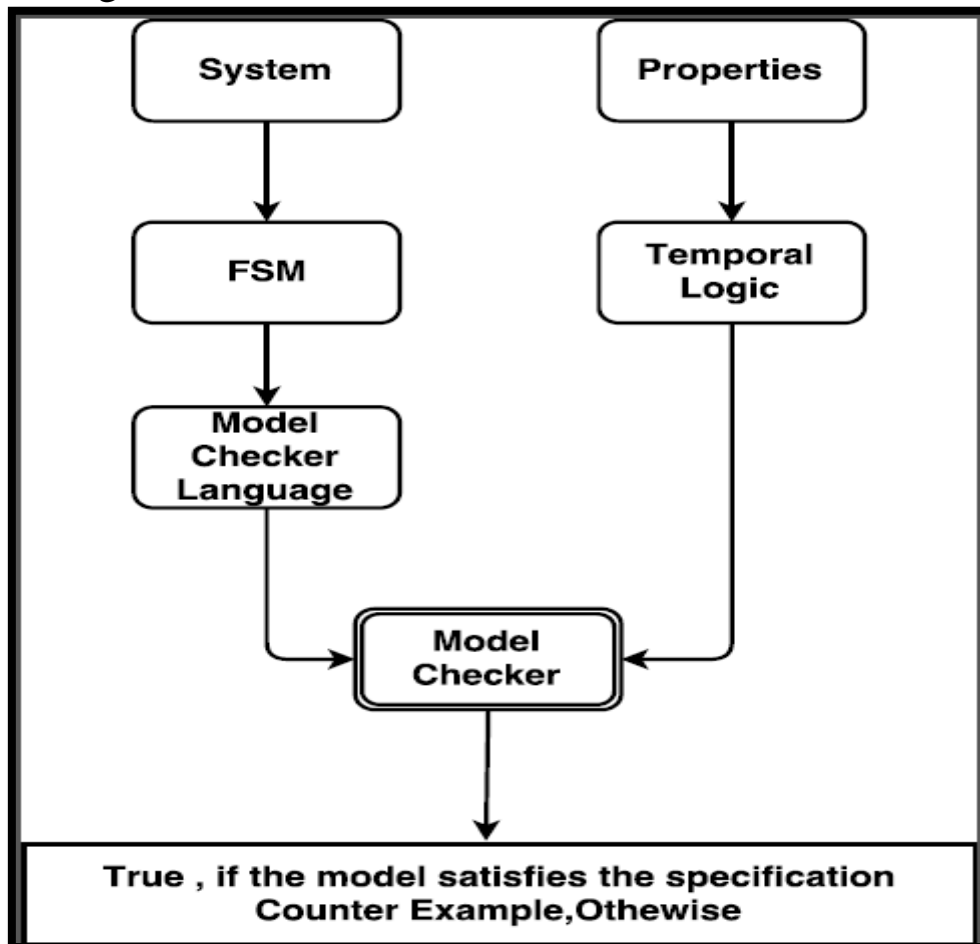 System
Properties
FSM
Temporal
Logic
Model
Checker
Language
Model
Checker
True , if the model satisfies the specification
Counter Example,Othewise